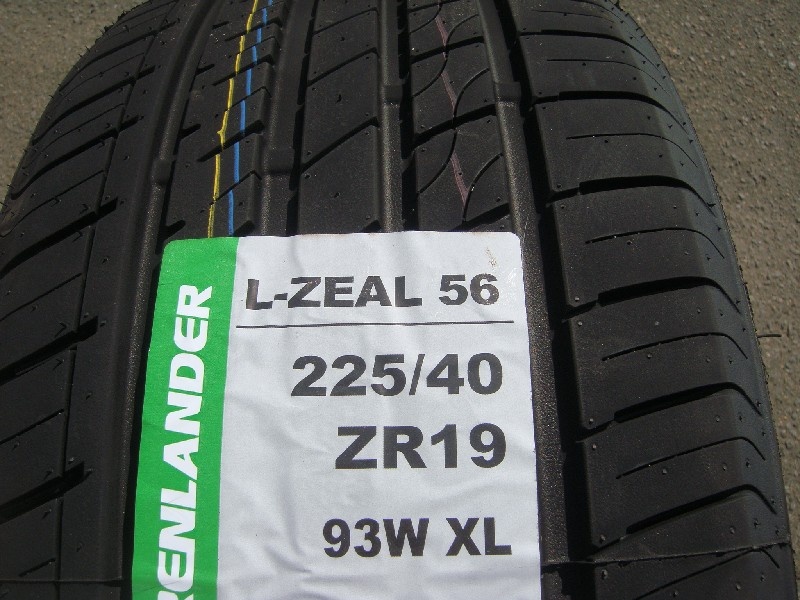 RENLANDER
L-ZEAL 56
225/40
ZR19
93W XL